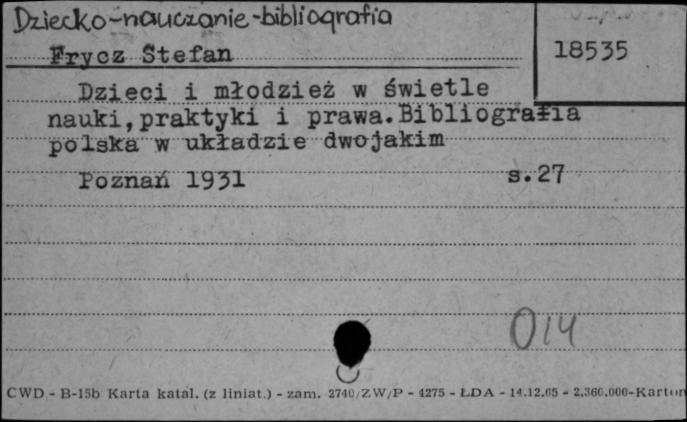 Dziecko-nauczanie-bibliografia
Frycz Stefan
18535
Dzieci i młodzież w świetle
nauki, praktyki i prawa. Bibliografia
polska w układzie dwojakim
Poznań 1931 s. 27
014
CWD - B-15b Karta katal. (z liniat.) - zam. 2740/ZW/P - 4275 - ŁDA - 14.12.65 - 2.360.000-Karton